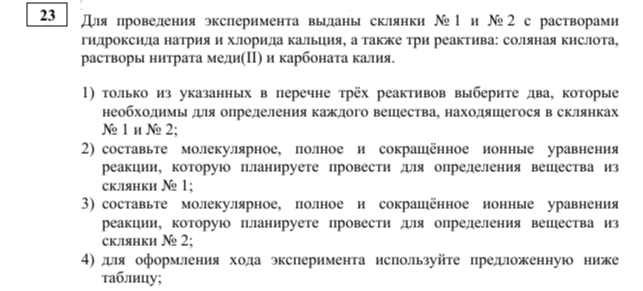 23
Для проведения эксперимента выданы склянки № 1 и № 2 с растворами
гидроксида натрия и хлорида кальция, а также три реактива: соляная кислота,
растворы нитрата меди(II) и карбоната калия.
1) только из указанных в перечне трёх реактивов выберите два, которые
необходимы для определения каждого вещества, находящегося в склянках
№ 1 и № 2;
2) составьте молекулярное, полное и сокращённое ионные уравнения
реакции, которую планируете провести для определения вещества из
склянки № 1;
3) составьте молекулярное, полное и сокращённое ионные уравнения
реакции, которую планируете провести для определения вещества из
склянки № 2;
4) для оформления хода эксперимента используйте предложенную ниже
таблицу;